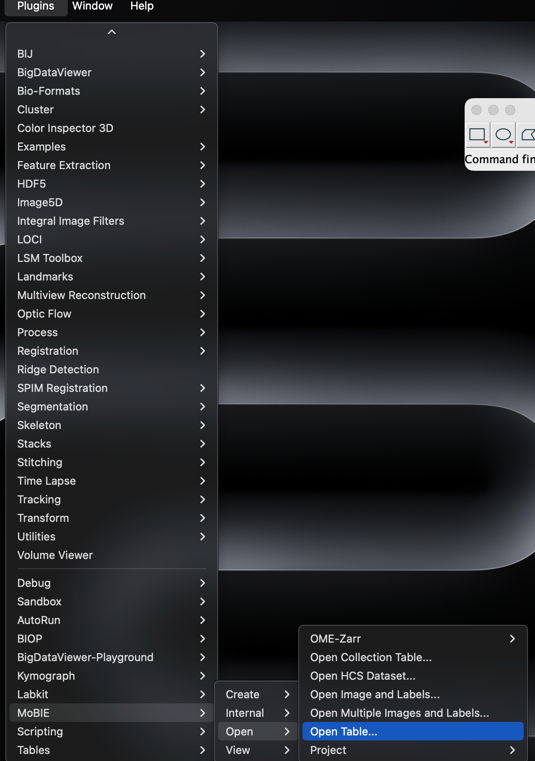 Plugins Window Help
BIJ
BigDataViewer
Bio-Formats
Cluster
Color Inspector 3D
Examples
Feature Extraction
HDF5
Image5D
Integral Image Filters
LOCI
LSM Toolbox
Landmarks
Multiview Reconstruction
Optic Flow
Process
Registration
Ridge Detection
SPIM Registration
Segmentation
Skeleton
Stacks
Stitching
Time Lapse
Tracking
Transform
Utilities
Volume Viewer
Debug
Sandbox
AutoRun
BIOP
BigDataViewer-Playground
Kymograph
Labkit
MoBIE
Scripting
Tables
Create
Internal
Open
View
OME-Zarr
Open Collection Table...
Open HCS Dataset...
Open Image and Labels...
Open Multiple Images and Labels...
Open Table...
Project
Command fin